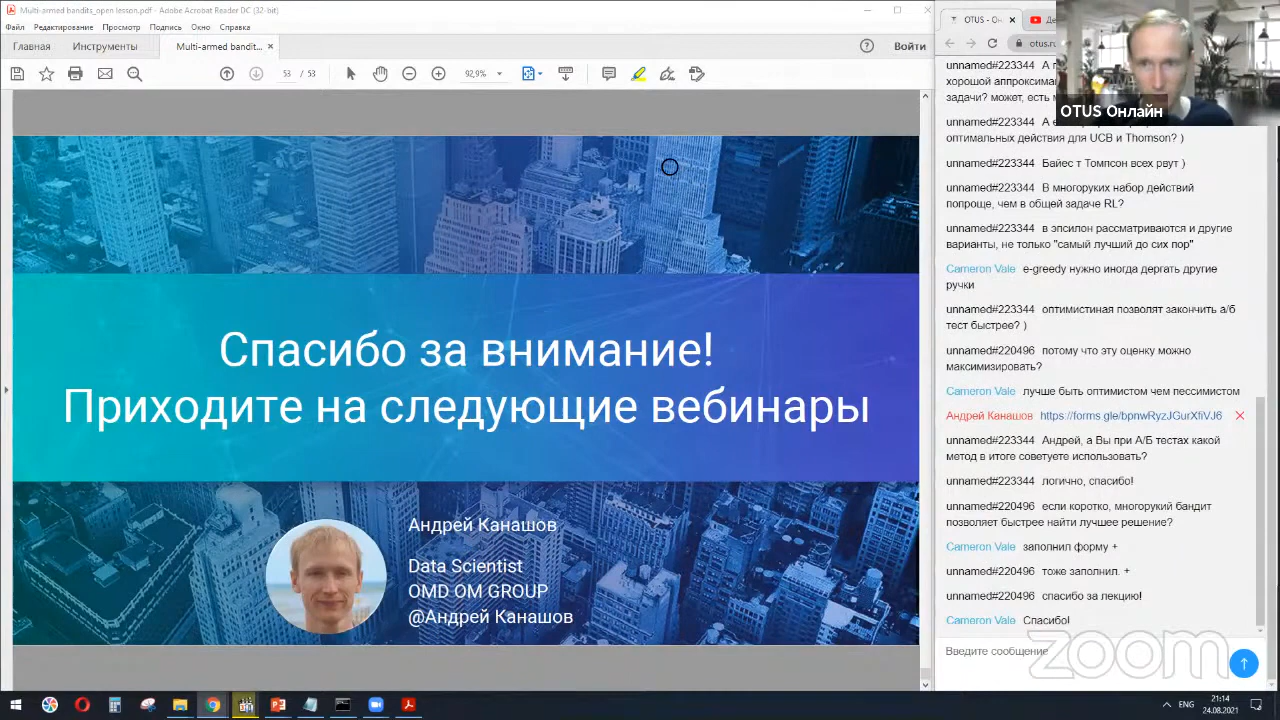 Multi-armed bandits_open lesson.pdf - Adobe Acrobat Reader DC (32-bit)
Файл Редактирование Просмотр Подпись Окно Справка
Главная Инструменты Multi-armed bandit... Войти
53 / 53 92,9%
Спасибо за внимание!
Приходите на следующие вебинары
Андрей Канашов
Data Scientist
OMD OM GROUP
@Андрей Канашов
OTUS - Он
otus.ru
OTUS Онлайн
unnamed#223344
хорошей аппроксима
задачи? может, есть
unnamed#223344
оптимальных действия для UCB и Thomson? )
unnamed#223344 Байес т Томпсон всех рвут )
unnamed#223344 В многоруких набор действий
попроще, чем в общей задаче RL?
unnamed#223344 в эпсилон рассматриваются и другие
варианты, не только "самый лучший до сих пор"
Cameron Vale e-greedy нужно иногда дергать другие
ручки
unnamed#223344 оптимистиная позволят закончить а/б
тест быстрее? )
unnamed#220496 потому что эту оценку можно
максимизировать?
Cameron Vale лучше быть оптимистом чем пессимистом
Андрей Канашов https://forms.gle/bpnwRyzJGurXfiVJ6
unnamed#223344 Андрей, а Вы при А/Б тестах какой
метод в итоге советуете использовать?
unnamed#223344 логично, спасибо!
unnamed#220496 если коротко, многорукий бандит
позволяет быстрее найти лучшее решение?
Cameron Vale заполнил форму +
unnamed#220496 тоже заполнил. +
unnamed#220496 спасибо за лекцию!
Cameron Vale Спасибо!
Введите сообщение
zoom
ENG
21:14
24.08.2021